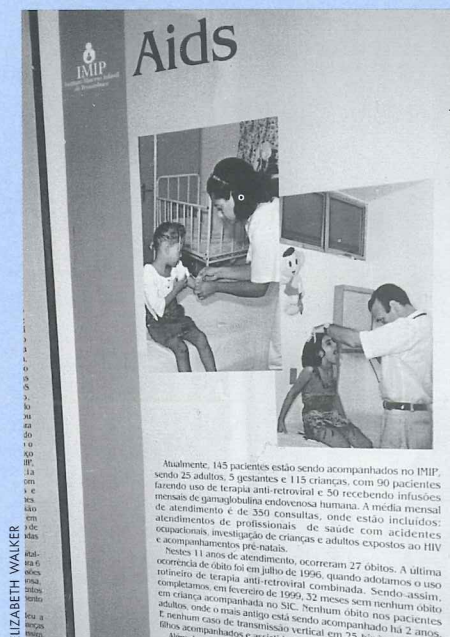 Aids
IMIP
Atualmente, 145 pacientes estão sendo acompanhados no IMIP,
sendo 25 adultos, 5 gestantes e 115 crianças, com 90 pacientes
fazendo uso de terapia anti-retroviral e 50 recebendo infusões
mensais de gamaglobulina endovenosa humana. A média mensal
de atendimento é de 350 consultas, onde estão incluídos:
atendimentos de profissionais de saúde com acidentes
ocupacionais, investigação de crianças e adultos expostos ao HIV
e acompanhamentos pré-natais.
Nestes 11 anos de atendimento, ocorreram 27 óbitos. A última
ocorrência de óbito foi em julho de 1996, quando adotamos o uso
rotineiro de terapia anti-retroviral combinada. Sendo assim,
completamos, em fevereiro de 1999, 32 meses sem nenhum óbito
em criança acompanhada no SIC. Nenhum óbito nos pacientes
adultos, onde o mais antigo está sendo acompanhado há 2 anos.
E nenhum caso de transmissão vertical em 25
filhos acompanhados e
LIZABETH WALKER